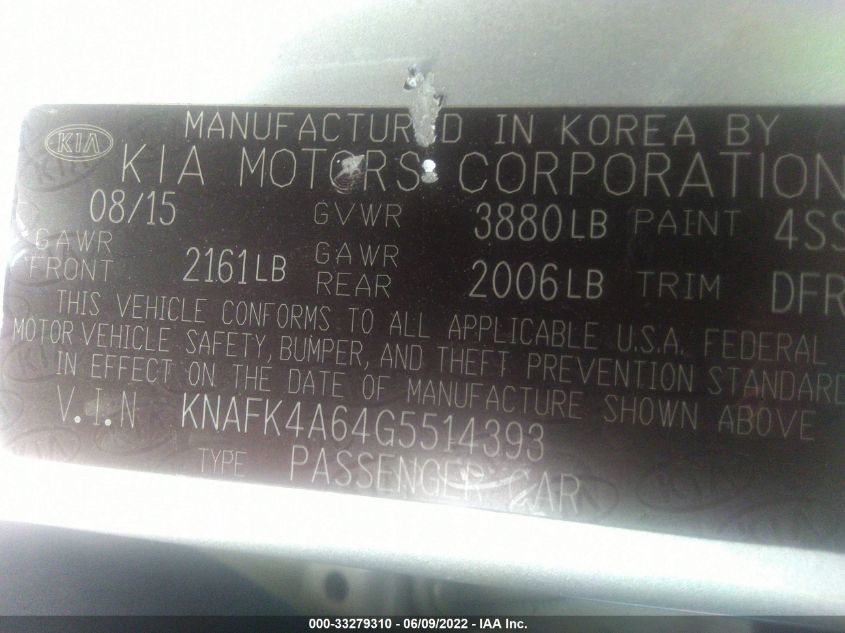 KIA
MANUFACTURED IN KOREA BY
KIA MOTORS CORPORATION
08/15 GVWR 3880LB PAINT 4SS
GAWR FRONT 2161LB GAWR REAR 2006LB TRIM DFR
THIS VEHICLE CONFORMS TO ALL APPLICABLE U.S.A. FEDERAL
MOTOR VEHICLE SAFETY, BUMPER, AND THEFT PREVENTION STANDARD
IN EFFECT ON THE DATE OF MANUFACTURE SHOWN ABOVE
V.I.N KNAFK4A64G5514393
TYPE PASSENGER CAR
000-33279310 - 06/09/2022 - IAA Inc.